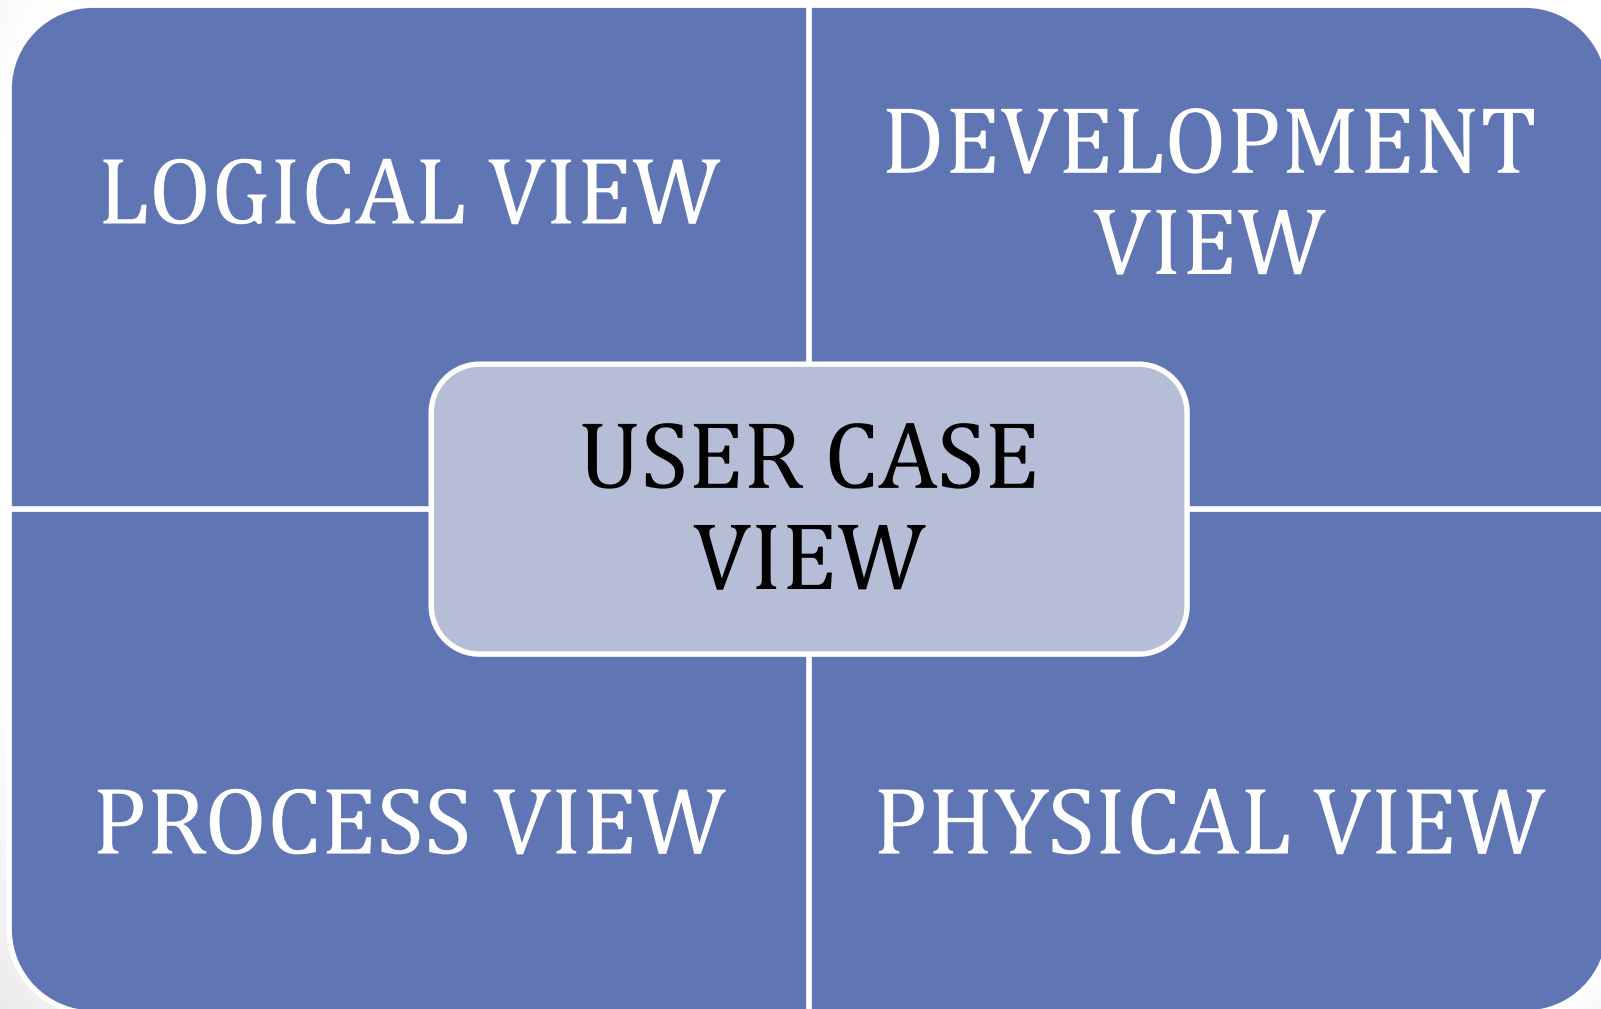 LOGICAL VIEW
DEVELOPMENT
VIEW
USER CASE
VIEW
PROCESS VIEW
PHYSICAL VIEW